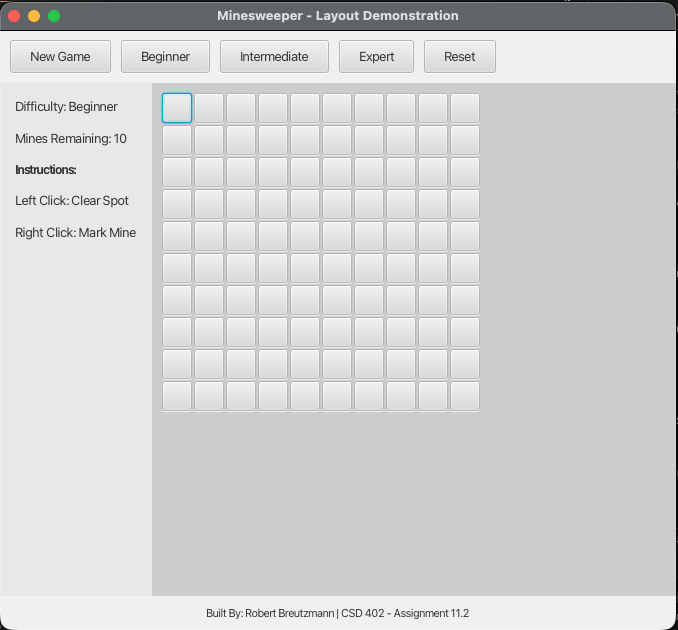 Minesweeper - Layout Demonstration
New Game Beginner Intermediate Expert Reset
Difficulty: Beginner
Mines Remaining: 10
Instructions:
Left Click: Clear Spot
Right Click: Mark Mine
Built By: Robert Breutzmann | CSD 402 - Assignment 11.2